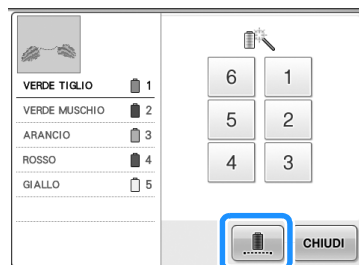 VERDE TIGLIO 1
VERDE MUSCHIO 2
ARANCIO 3
ROSSO 4
GIALLO 5
6 1
5 2
4 3
CHIUDI